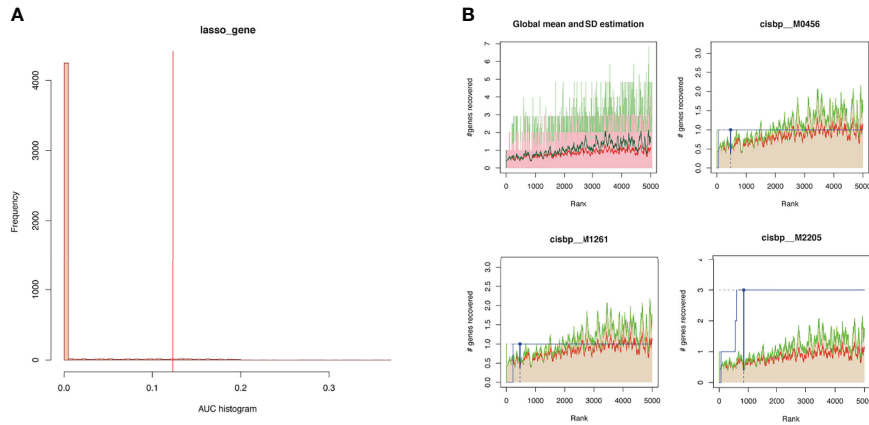 A
lasso_gene
Frequency
4000
3000
2000
1000
0
0.0 0.1 0.2 0.3
AUC histogram
B
Global mean and SD estimation
#genes recovered
7
6
5
4
3
2
1
0
0 1000 2000 3000 4000 5000
Rank
cisbp__M0456
# genes recovered
3.0
2.5
2.0
1.5
1.0
0.5
0.0
0 1000 2000 3000 4000 5000
Rank
cisbp__M1261
# genes recovered
3.0
2.5
2.0
1.5
1.0
0.5
0.0
0 1000 2000 3000 4000 5000
Rank
cisbp__M2205
# genes recovered
3
2
1
0
0 1000 2000 3000 4000 5000
Rank